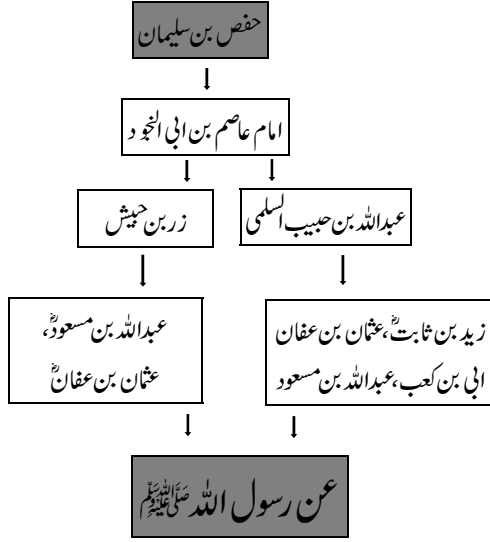 حفص بن سلیمان
امام عاصم بن ابی النجود
عبداللہ بن حبیب السلمی
زر بن حبیش
زید بن ثابتؓ، عثمان بن عفان
ابی بن کعب، عبداللہ بن مسعود
عبداللہ بن مسعودؓ،
عثمان بن عفانؓ
عن رسول اللہ ﷺ